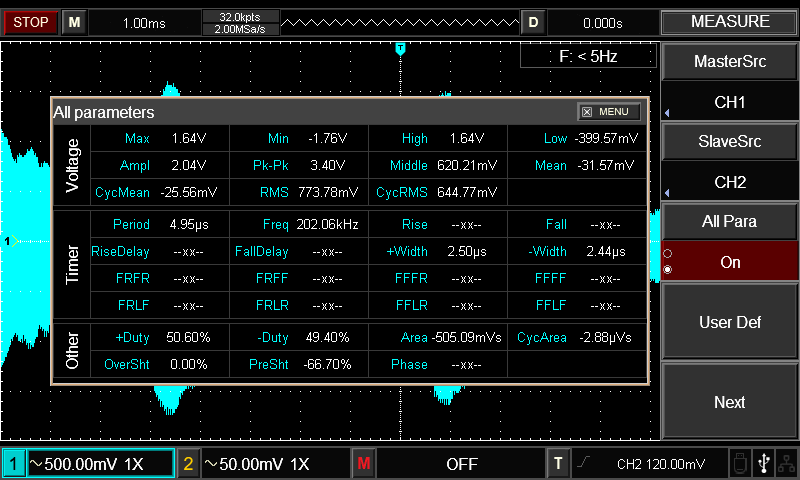 STOP M 1.00ms 32.0kpts 2.00MSa/s D 0.000s MEASURE
T
F: < 5Hz
MasterSrc
CH1
SlaveSrc
CH2
All Para
On
User Def
Next
All parameters MENU
Voltage
Max 1.64V Min -1.76V High 1.64V Low -399.57mV
Ampl 2.04V Pk-Pk 3.40V Middle 620.21mV Mean -31.57mV
CycMean -25.56mV RMS 773.78mV CycRMS 644.77mV
Timer
Period 4.95µs Freq 202.06kHz Rise --xx-- Fall --xx--
RiseDelay --xx-- FallDelay --xx-- +Width 2.50µs -Width 2.44µs
FRFR --xx-- FRFF --xx-- FFFR --xx-- FFFF --xx--
FRLF --xx-- FRLR --xx-- FFLR --xx-- FFLF --xx--
Other
+Duty 50.60% -Duty 49.40% Area -505.09mVs CycArea -2.88µVs
OverSht 0.00% PreSht -66.70% Phase --xx--
1
1 ~500.00mV 1X 2 ~50.00mV 1X M OFF T CH2 120.00mV